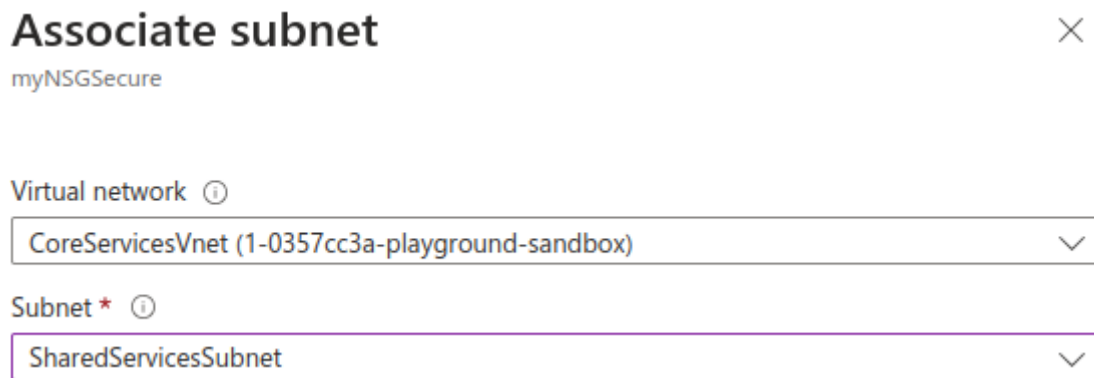 Associate subnet
myNSGSecure
Virtual network
CoreServicesVnet (1-0357cc3a-playground-sandbox)
Subnet *
SharedServicesSubnet